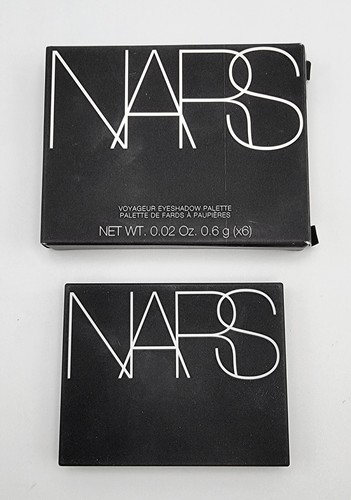 NARS
VOYAGEUR EYESHADOW PALETTE
PALETTE DE FARDS À PAUPIÈRES
NET WT. 0.02 Oz. 0.6 g (x6)
NARS